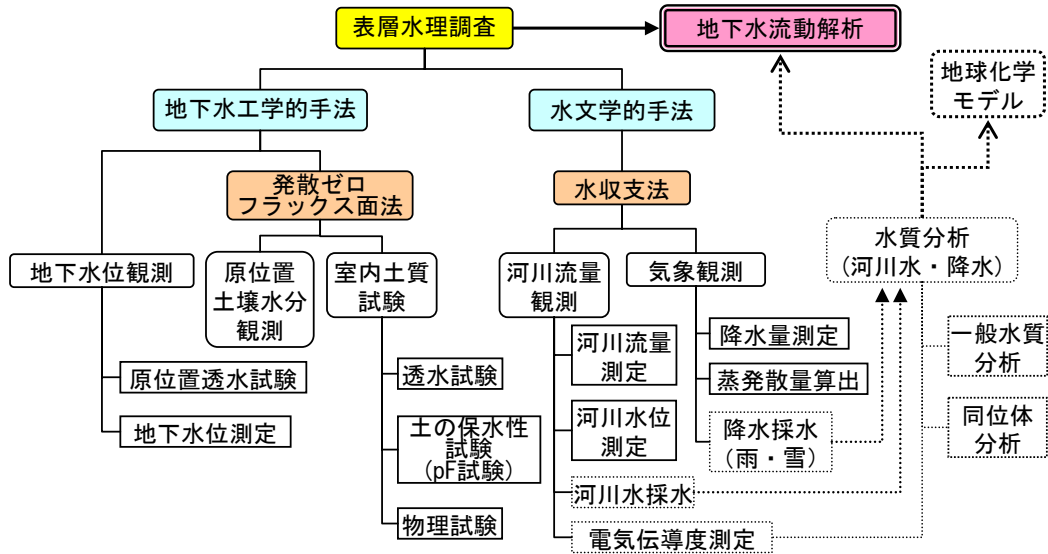 表層水理調査
地下水流動解析
地球化学
モデル
地下水工学的手法
水文学的手法
発散ゼロ
フラックス面法
水収支法
水質分析
(河川水・降水)
地下水位観測
原位置
土壌水分
観測
室内土質
試験
河川流量
観測
気象観測
一般水質
分析
同位体
分析
原位置透水試験
地下水位測定
透水試験
土の保水性
試験
(pF試験)
物理試験
河川流量
測定
河川水位
測定
河川水採水
電気伝導度測定
降水量測定
蒸発散量算出
降水採水
(雨・雪)